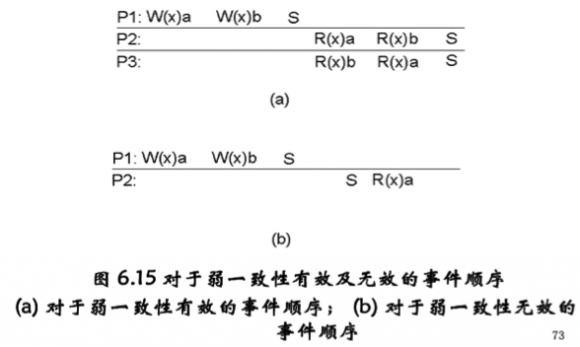 P1: W(x)a W(x)b S
P2: R(x)a R(x)b S
P3: R(x)b R(x)a S
(a)
P1: W(x)a W(x)b S
P2: S R(x)a
(b)
图 6.15 对于弱一致性有效及无效的事件顺序
(a) 对于弱一致性有效的事件顺序； (b) 对于弱一致性无效的
事件顺序
73